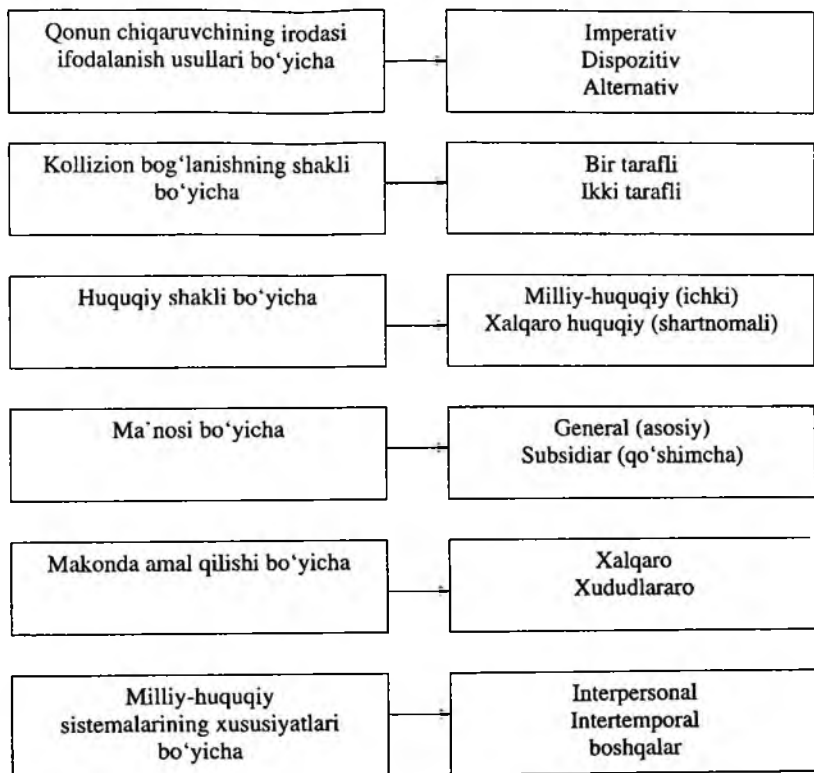 Qonun chiqaruvchining irodasi
ifodalanish usullari bo‘yicha
Imperativ
Dispozitiv
Alternativ
Kollizion bog‘lanishning shakli
bo‘yicha
Bir tarafli
Ikki tarafli
Huquqiy shakli bo‘yicha
Milliy-huquqiy (ichki)
Xalqaro huquqiy (shartnomali)
Ma'nosi bo‘yicha
General (asosiy)
Subsidiar (qo‘shimcha)
Makonda amal qilishi bo‘yicha
Xalqaro
Xududlararo
Milliy-huquqiy
sistemalarining xususiyatlari
bo‘yicha
Interpersonal
Intertemporal
boshqalar